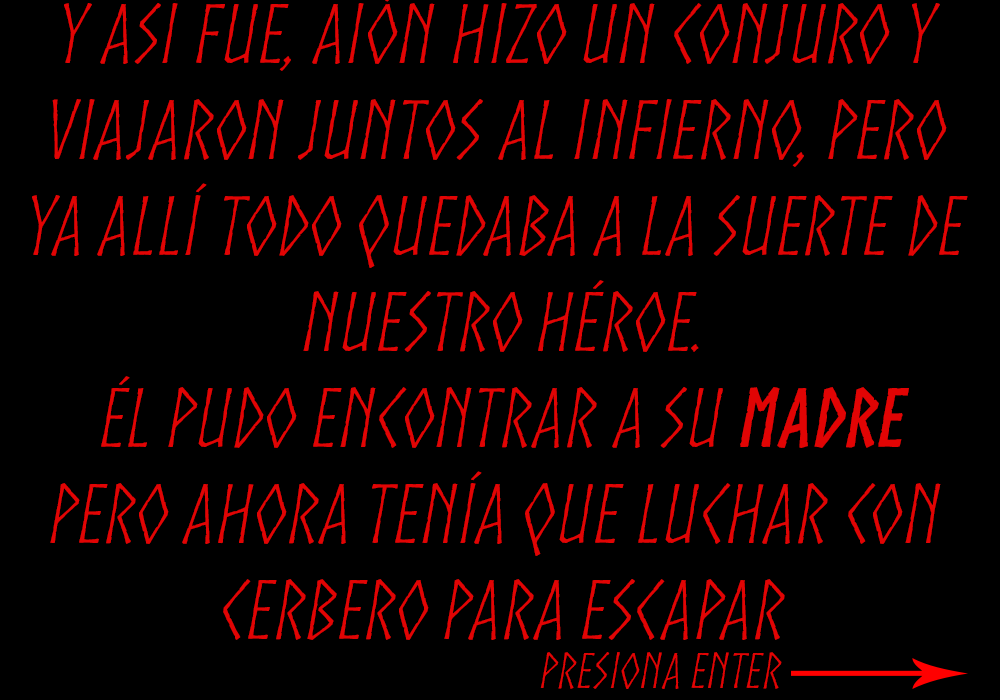 Y ASI FUE, AIÓN HIZO UN CONJURO Y
VIAJARON JUNTOS AL INFIERNO, PERO
YA ALLÍ TODO QUEDABA A LA SUERTE DE
NUESTRO HÉROE.
ÉL PUDO ENCONTRAR A SU MADRE
PERO AHORA TENÍA QUE LUCHAR CON
CERBERO PARA ESCAPAR
PRESIONA ENTER